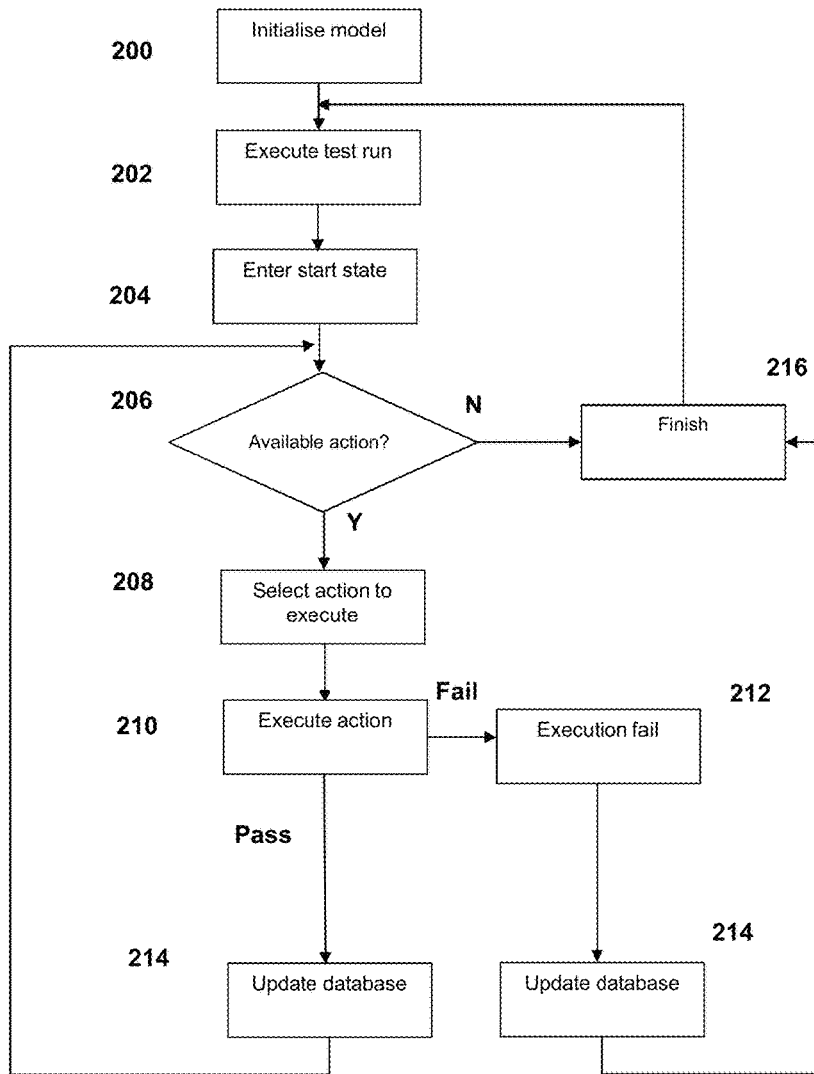 200
Initialise model
202
Execute test run
204
Enter start state
206
Available action?
N
216
Finish
Y
208
Select action to
execute
210
Execute action
Fail
212
Execution fail
Pass
214
Update database
214
Update database